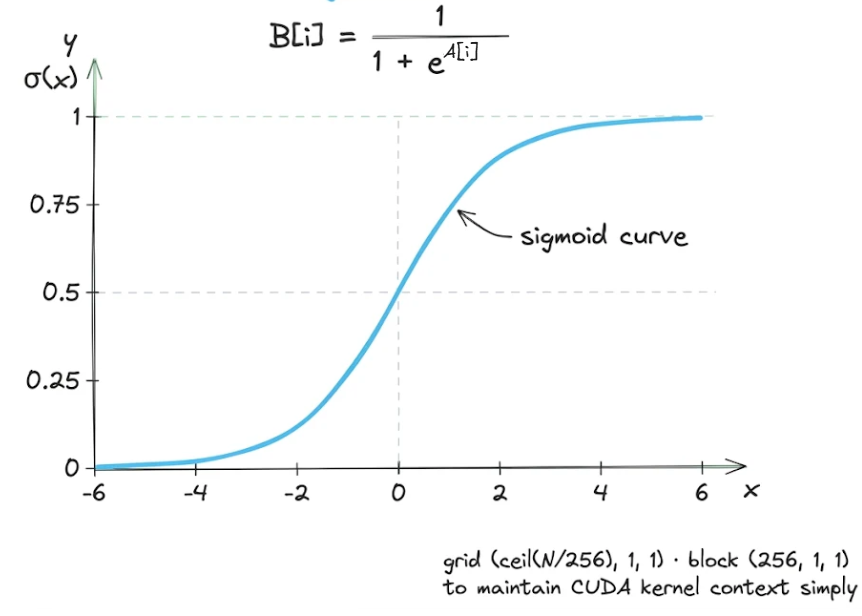 B[i] = 1 / (1 + e^A[i])
y
σ(x)
1
0.75
0.5
0.25
0
sigmoid curve
-6 -4 -2 0 2 4 6 x
grid (ceil(N/256), 1, 1) · block (256, 1, 1)
to maintain CUDA kernel context simply